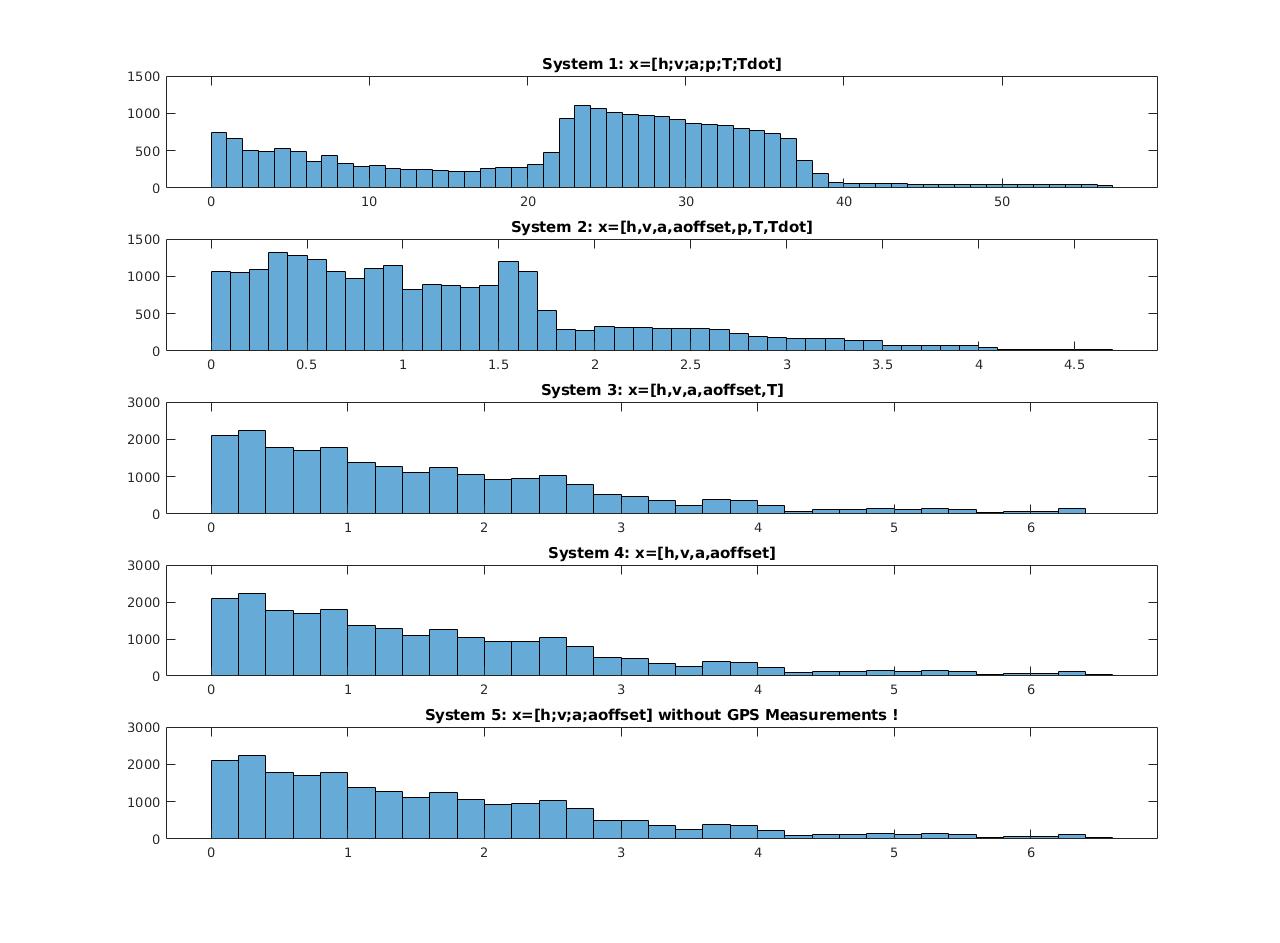 System 1: x=[h;v;a;p;T;Tdot]
1500
1000
500
0
0 10 20 30 40 50
System 2: x=[h,v,a,aoffset,p,T,Tdot]
1500
1000
500
0
0 0.5 1 1.5 2 2.5 3 3.5 4 4.5
System 3: x=[h,v,a,aoffset,T]
3000
2000
1000
0
0 1 2 3 4 5 6
System 4: x=[h,v,a,aoffset]
3000
2000
1000
0
0 1 2 3 4 5 6
System 5: x=[h;v;a;aoffset] without GPS Measurements !
3000
2000
1000
0
0 1 2 3 4 5 6